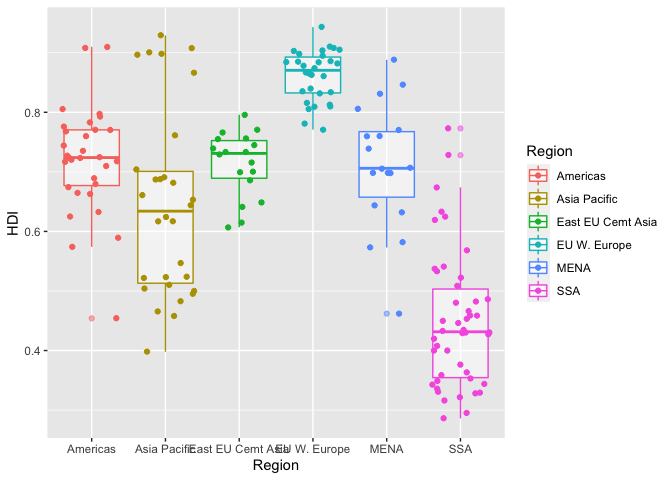 HDI
0.8
0.6
0.4
Americas
Asia Pacific
East EU Cemt Asia
EU W. Europe
MENA
SSA
Region
Region
Americas
Asia Pacific
East EU Cemt Asia
EU W. Europe
MENA
SSA